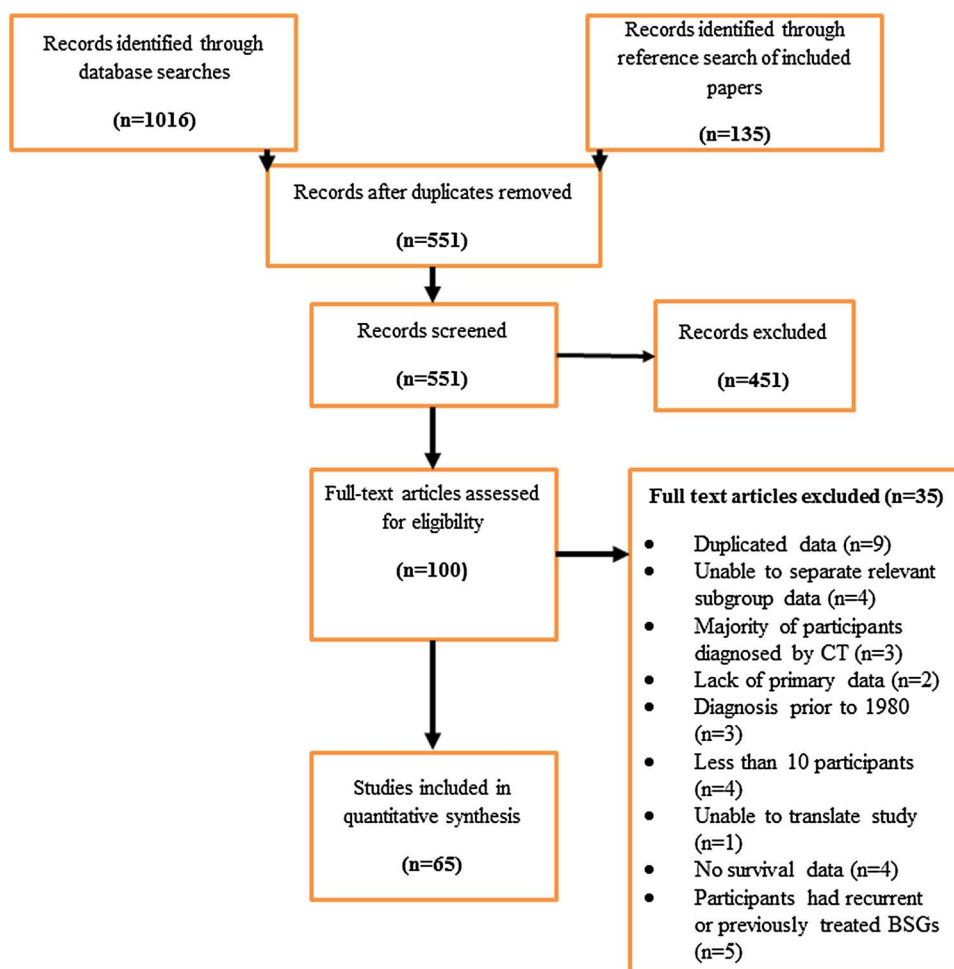 Records identified through
database searches
(n=1016)
Records identified through
reference search of included
papers
(n=135)
Records after duplicates removed
(n=551)
Records screened
(n=551)
Records excluded
(n=451)
Full-text articles assessed
for eligibility
(n=100)
Full text articles excluded (n=35)
• Duplicated data (n=9)
• Unable to separate relevant
subgroup data (n=4)
• Majority of participants
diagnosed by CT (n=3)
• Lack of primary data (n=2)
• Diagnosis prior to 1980
(n=3)
• Less than 10 participants
(n=4)
• Unable to translate study
(n=1)
• No survival data (n=4)
• Participants had recurrent
or previously treated BSGs
(n=5)
Studies included in
quantitative synthesis
(n=65)